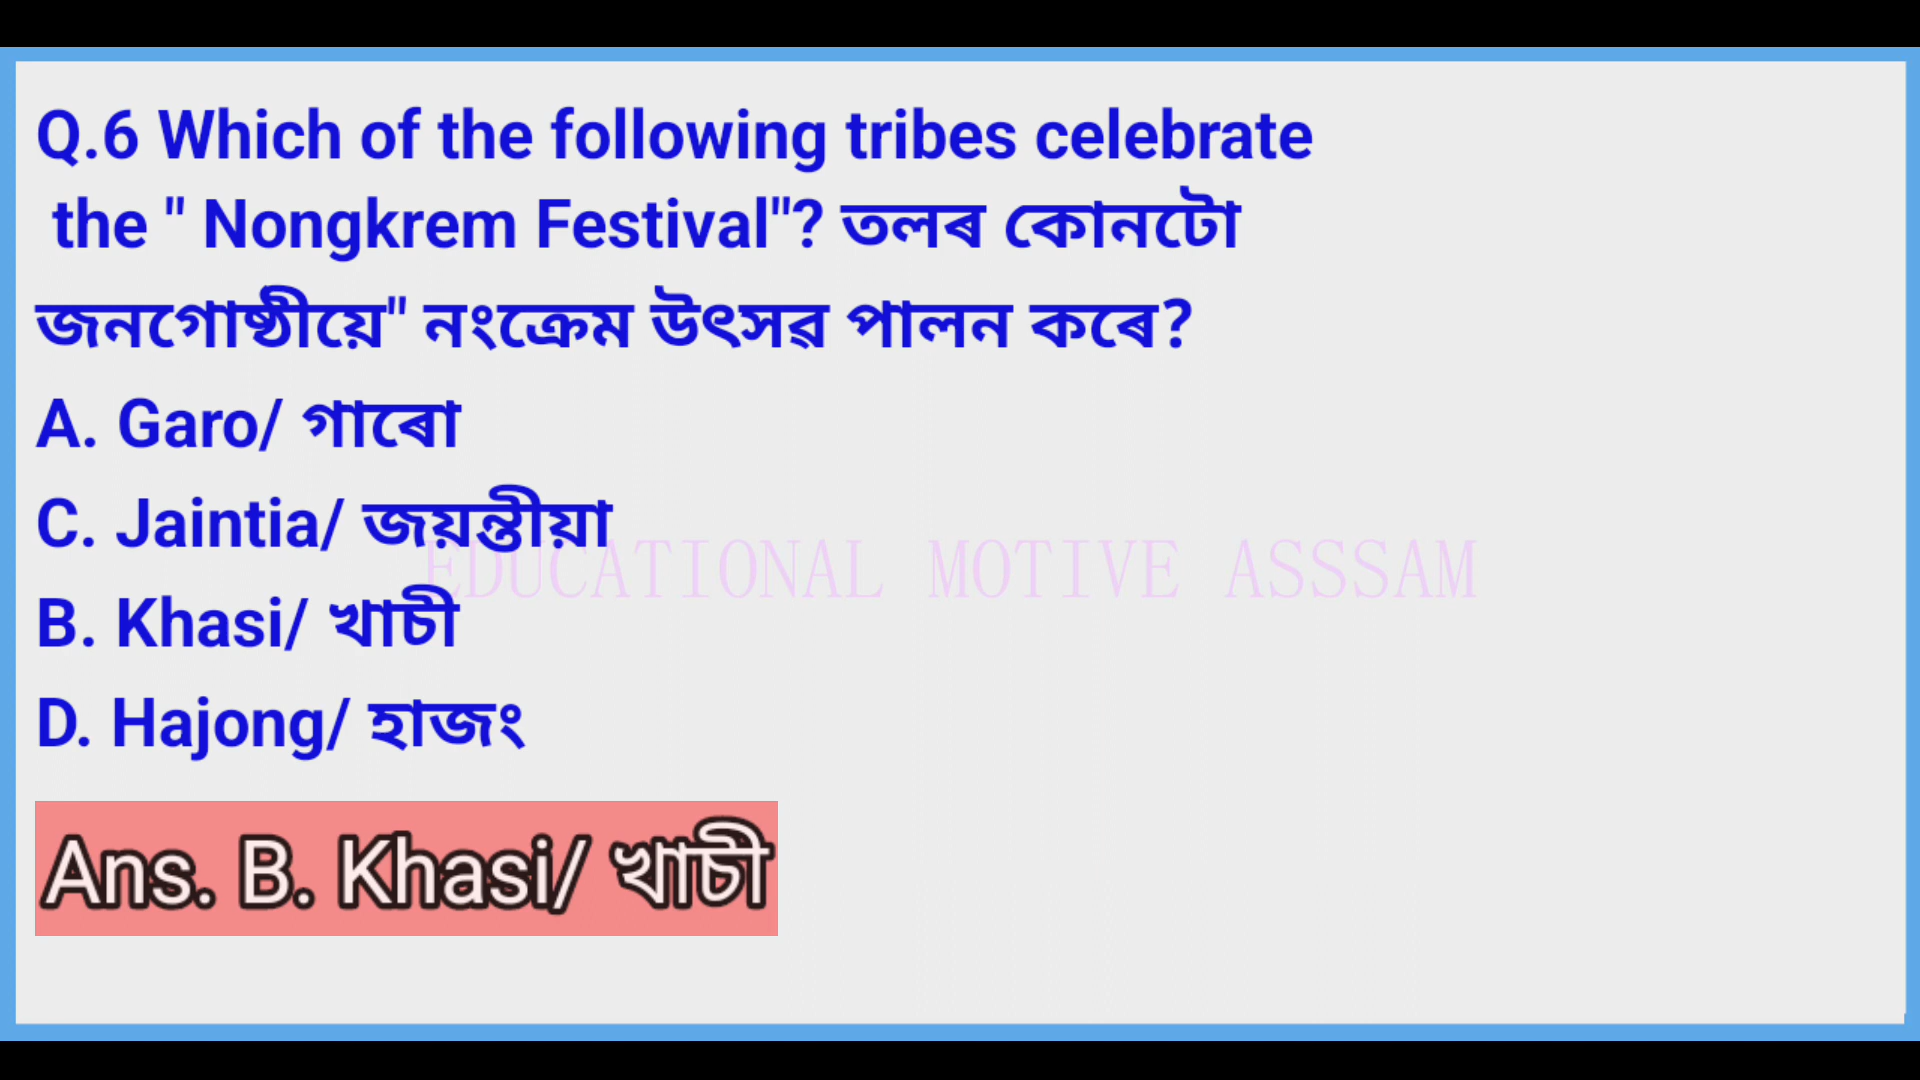 Q.6 Which of the following tribes celebrate
the " Nongkrem Festival"? তলৰ কোনটো
জনগোষ্ঠীয়ে" নংক্ৰেম উৎসৱ পালন কৰে?
A. Garo/ গাৰো
C. Jaintia/ জয়ন্তীয়া
EDUCATIONAL MOTIVE ASSSAM
B. Khasi/ খাচী
D. Hajong/ হাজং
Ans. B. Khasi/ খাচী